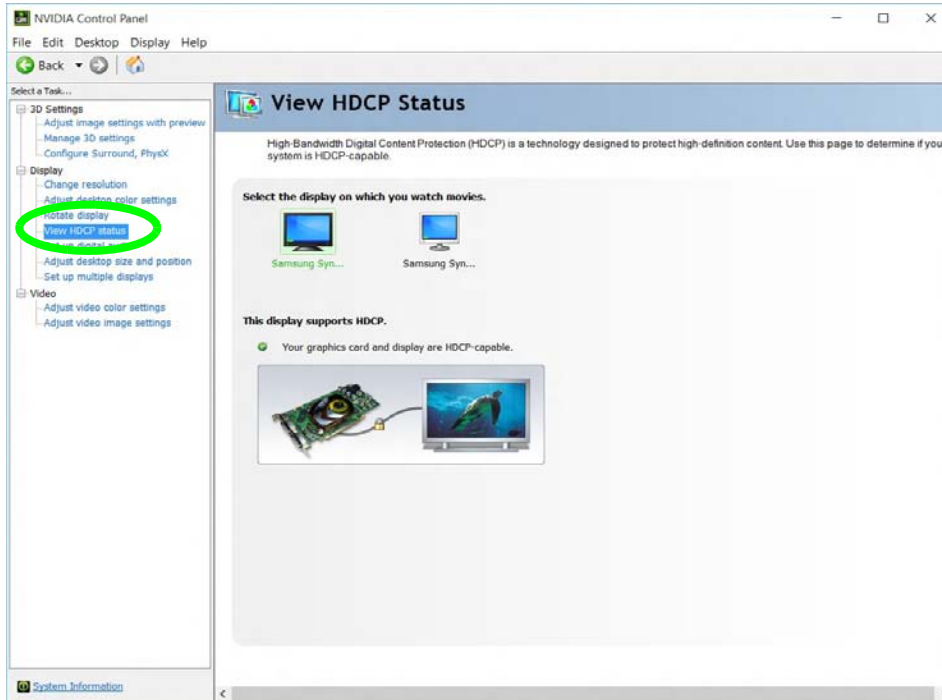 NVIDIA Control Panel
File Edit Desktop Display Help
Back
Select a Task...
3D Settings
Adjust image settings with preview
Manage 3D settings
Configure Surround, PhysX
Display
Change resolution
Adjust desktop color settings
Rotate display
View HDCP status
Set up digital audio
Adjust desktop size and position
Set up multiple displays
Video
Adjust video color settings
Adjust video image settings
System Information
View HDCP Status
High-Bandwidth Digital Content Protection (HDCP) is a technology designed to protect high-definition content. Use this page to determine if you
system is HDCP-capable.
Select the display on which you watch movies.
Samsung Syn...
Samsung Syn...
This display supports HDCP.
Your graphics card and display are HDCP-capable.